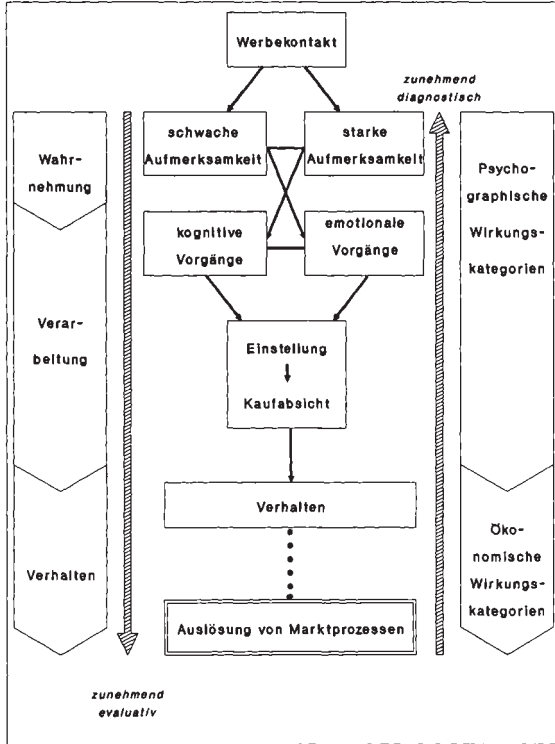 Werbekontakt
zunehmend
diagnostisch
schwache
Aufmerksamkeit
starke
Aufmerksamkeit
Wahr-
nehmung
Psycho-
graphische
Wirkungs-
kategorien
kognitive
Vorgänge
emotionale
Vorgänge
Verar-
beitung
Einstellung
Kaufabsicht
Verhalten
Verhalten
Öko-
nomische
Wirkungs-
kategorien
Auslösung von Marktprozessen
zunehmend
evaluativ